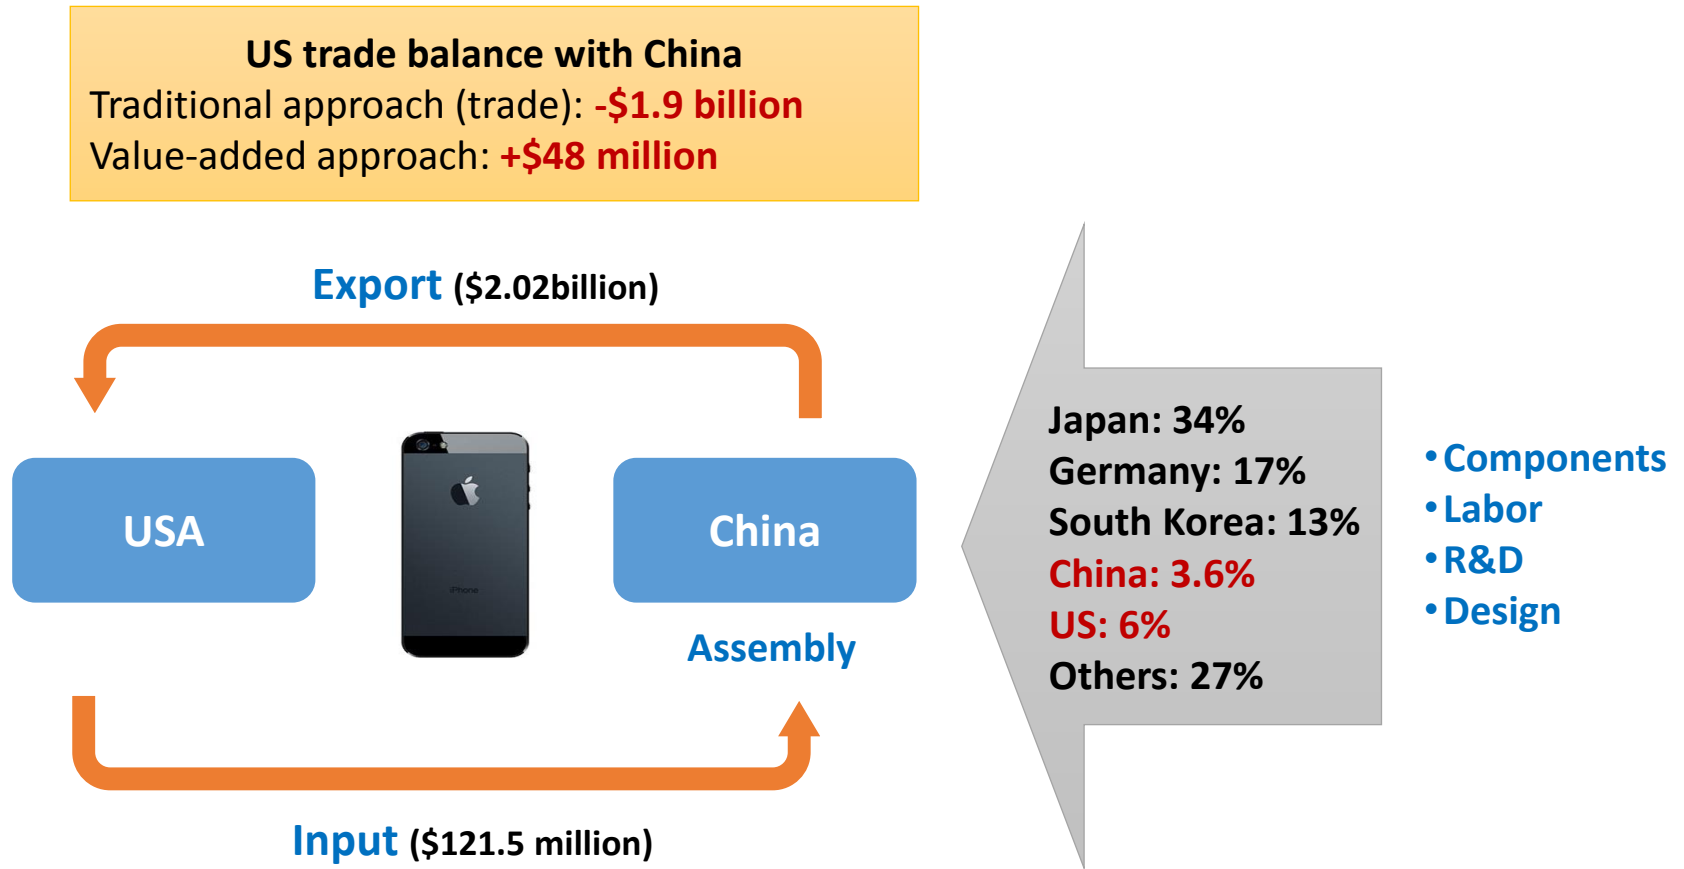 US trade balance with China
Traditional approach (trade): -$1.9 billion
Value-added approach: +$48 million
Export ($2.02billion)
USA
iPhone
China
Assembly
Input ($121.5 million)
Japan: 34%
Germany: 17%
South Korea: 13%
China: 3.6%
US: 6%
Others: 27%
•Components
•Labor
•R&D
•Design